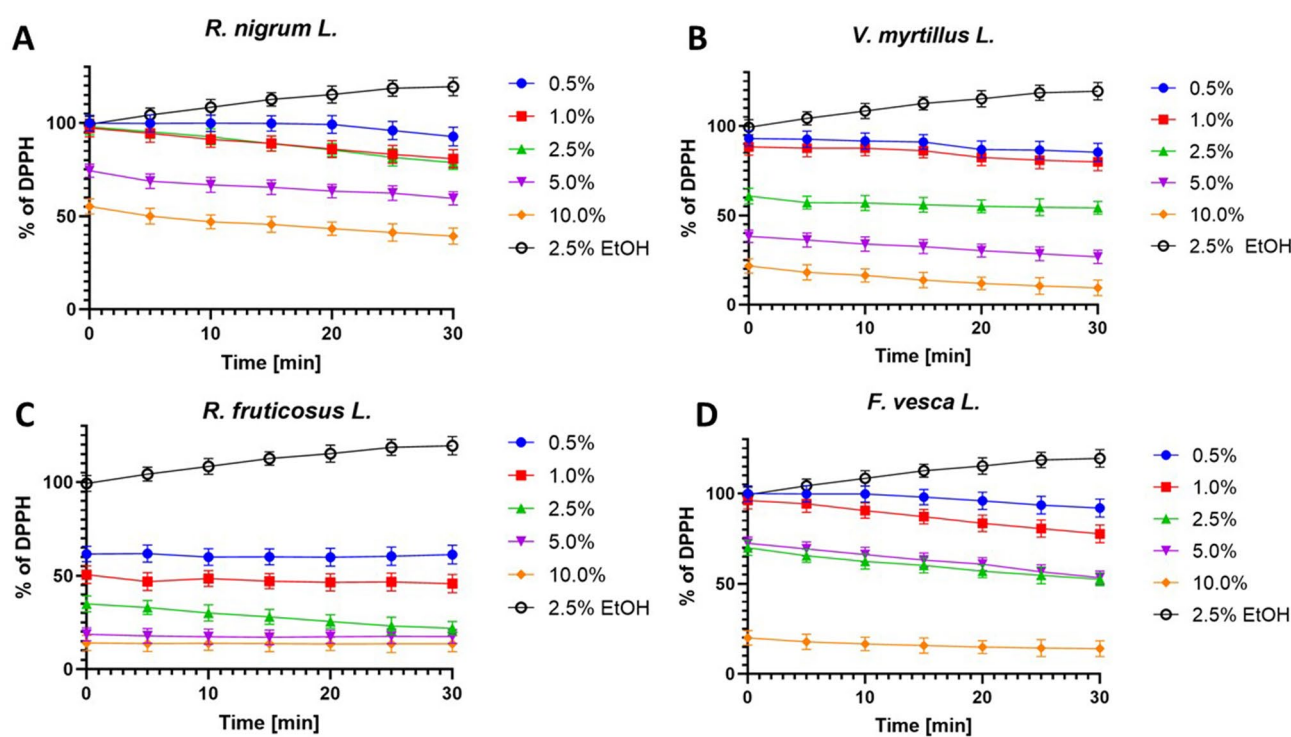 A
R. nigrum L.
% of DPPH
100
50
0
0 10 20 30
Time [min]
0.5%
1.0%
2.5%
5.0%
10.0%
2.5% EtOH
B
V. myrtillus L.
% of DPPH
100
50
0
0 10 20 30
Time [min]
0.5%
1.0%
2.5%
5.0%
10.0%
2.5% EtOH
C
R. fruticosus L.
% of DPPH
100
50
0
0 10 20 30
Time [min]
0.5%
1.0%
2.5%
5.0%
10.0%
2.5% EtOH
D
F. vesca L.
% of DPPH
100
50
0
0 10 20 30
Time [min]
0.5%
1.0%
2.5%
5.0%
10.0%
2.5% EtOH